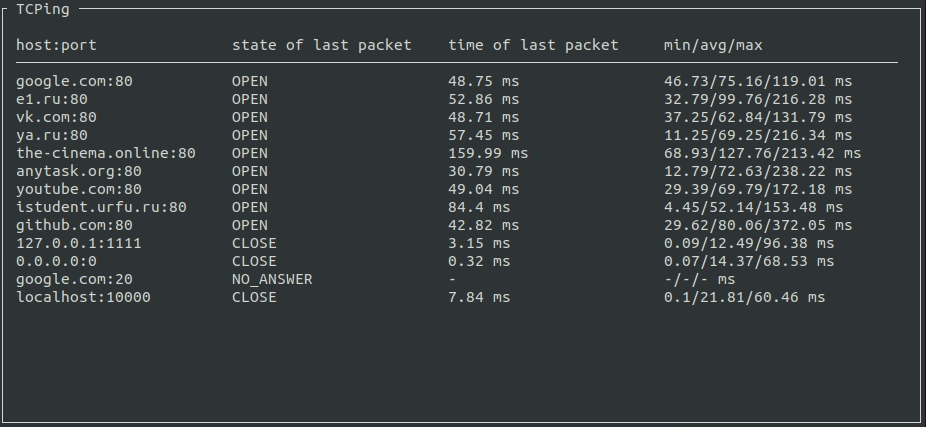 TCPing
host:port state of last packet time of last packet min/avg/max
google.com:80 OPEN 48.75 ms 46.73/75.16/119.01 ms
e1.ru:80 OPEN 52.86 ms 32.79/99.76/216.28 ms
vk.com:80 OPEN 48.71 ms 37.25/62.84/131.79 ms
ya.ru:80 OPEN 57.45 ms 11.25/69.25/216.34 ms
the-cinema.online:80 OPEN 159.99 ms 68.93/127.76/213.42 ms
anytask.org:80 OPEN 30.79 ms 12.79/72.63/238.22 ms
youtube.com:80 OPEN 49.04 ms 29.39/69.79/172.18 ms
istudent.urfu.ru:80 OPEN 84.4 ms 4.45/52.14/153.48 ms
github.com:80 OPEN 42.82 ms 29.62/80.06/372.05 ms
127.0.0.1:1111 CLOSE 3.15 ms 0.09/12.49/96.38 ms
0.0.0.0:0 CLOSE 0.32 ms 0.07/14.37/68.53 ms
google.com:20 NO_ANSWER - -/-/- ms
localhost:10000 CLOSE 7.84 ms 0.1/21.81/60.46 ms